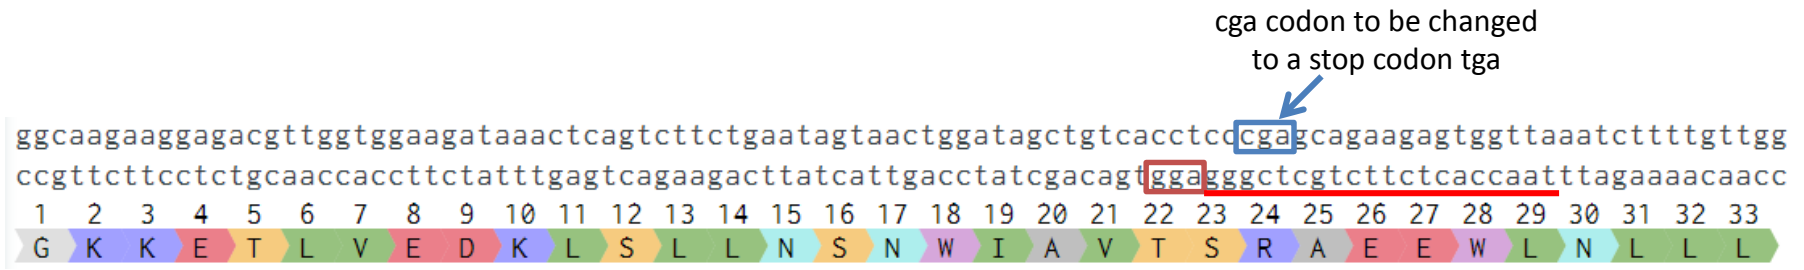 cga codon to be changed
to a stop codon tga
ggcaagaaggagacgttggtggaagataaactcagtcttctgaatagtaactggatagctgtcacctcccgagcagaagagtggttaaatcttttgttgg
ccgttcttcctctgcaaccaccttctatttgagtcagaagacttatcattgacctatcgacagtggagggctcgtcttctcaccaatttagaaaacaacc
1 2 3 4 5 6 7 8 9 10 11 12 13 14 15 16 17 18 19 20 21 22 23 24 25 26 27 28 29 30 31 32 33
G K K E T L V E D K L S L L N S N W I A V T S R A E E W L N L L L